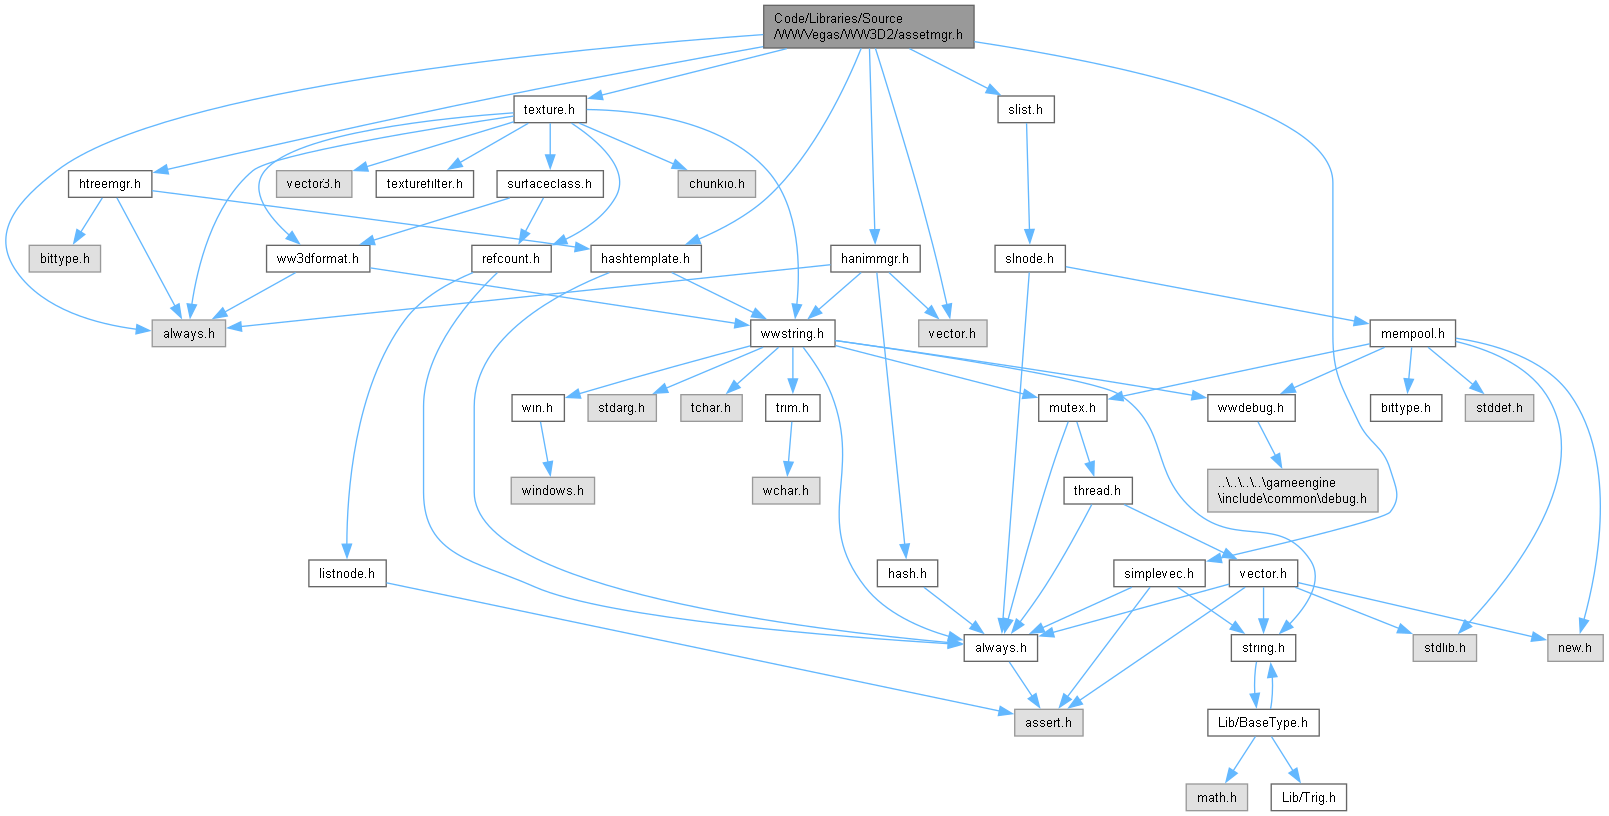 Code/Libraries/Source
/WWVegas/WW3D2/assetmgr.h
texture.h
slist.h
htreemgr.h
vector3.h
texturefilter.h
surfaceclass.h
chunkio.h
bittype.h
ww3dformat.h
refcount.h
hashtemplate.h
hanimmgr.h
slnode.h
always.h
wwstring.h
vector.h
mempool.h
win.h
stdarg.h
tchar.h
trim.h
mutex.h
wwdebug.h
bittype.h
stddef.h
windows.h
wchar.h
thread.h
..\..\..\..\gameengine
\include\common\debug.h
listnode.h
hash.h
simplevec.h
vector.h
always.h
string.h
stdlib.h
new.h
assert.h
Lib/BaseType.h
math.h
Lib/Trig.h